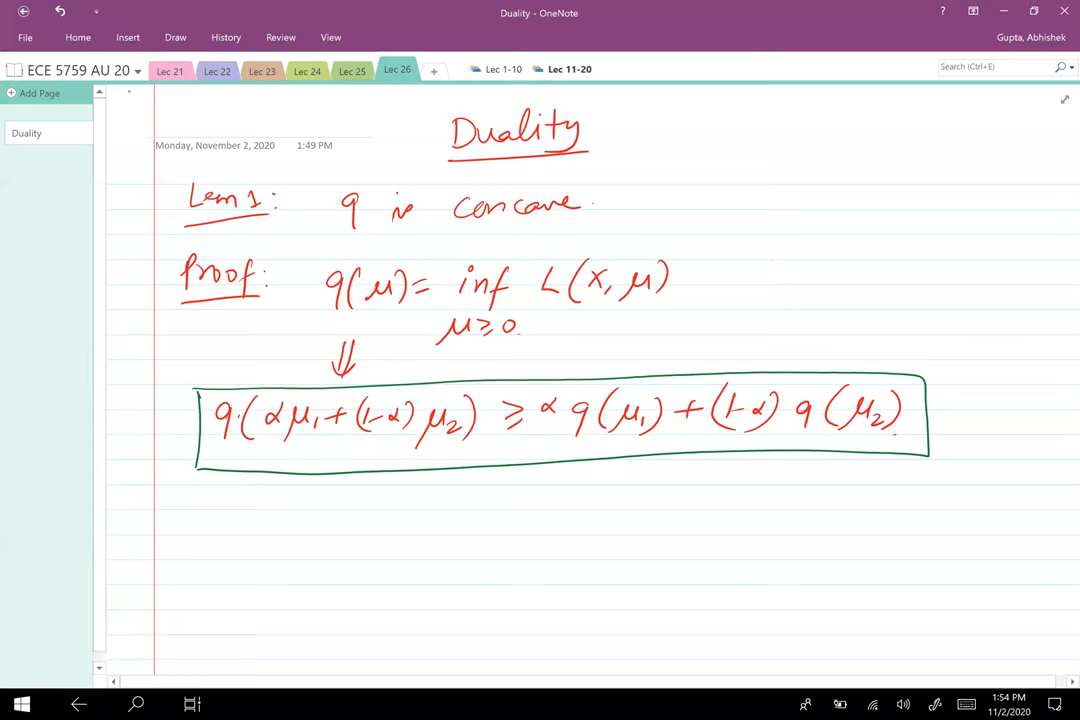 Duality - OneNote
?
File Home Insert Draw History Review View
Gupta, Abhishek
ECE 5759 AU 20
Lec 21 Lec 22 Lec 23 Lec 24 Lec 25 Lec 26 + Lec 1-10 Lec 11-20
Search (Ctrl+E)
Add Page
Duality
Duality
Monday, November 2, 2020 1:49 PM
Lem 1: q is concave.
Proof: q(μ) = inf L(x, μ)
μ ≥ 0.
⇓
q(αμ₁ + (1-α)μ₂) ≥ α q(μ₁) + (1-α) q(μ₂)
1:54 PM
11/2/2020